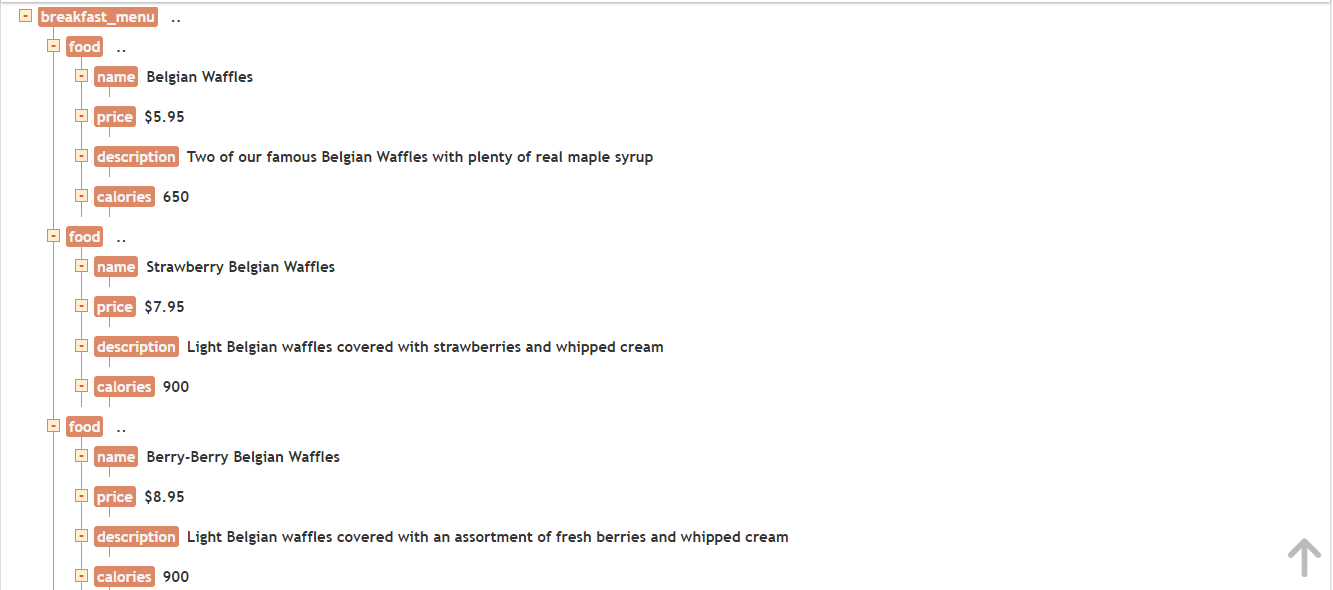 breakfast_menu ..
food ..
name Belgian Waffles
price $5.95
description Two of our famous Belgian Waffles with plenty of real maple syrup
calories 650
food ..
name Strawberry Belgian Waffles
price $7.95
description Light Belgian waffles covered with strawberries and whipped cream
calories 900
food ..
name Berry-Berry Belgian Waffles
price $8.95
description Light Belgian waffles covered with an assortment of fresh berries and whipped cream
calories 900